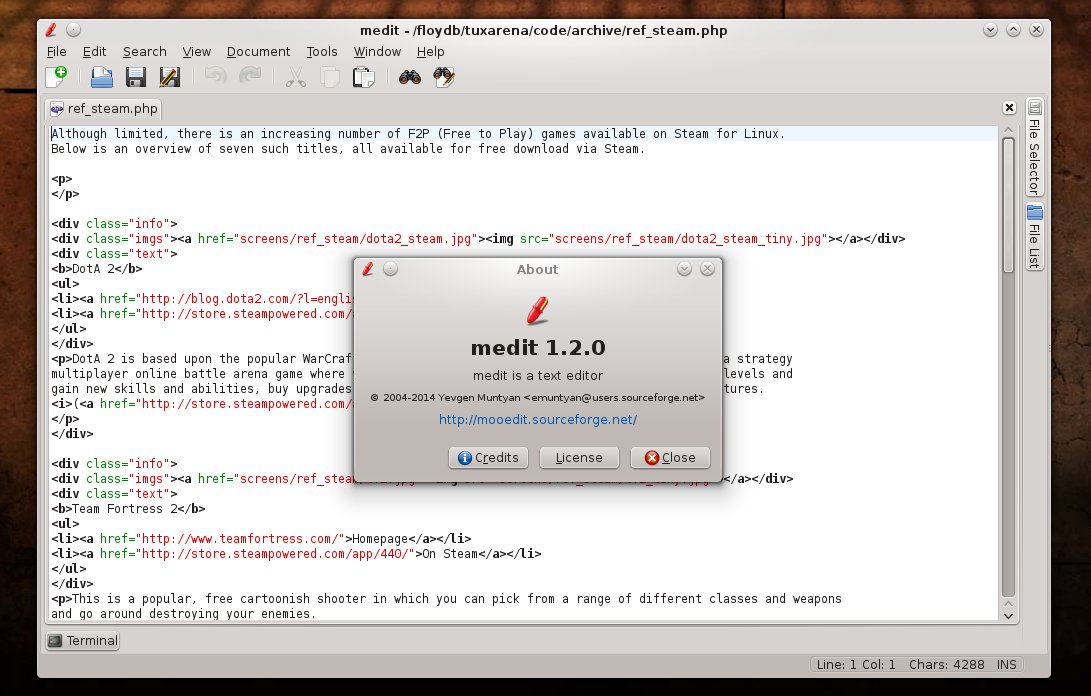 medit - /floydb/tuxarena/code/archive/ref_steam.php
File Edit Search View Document Tools Window Help
ref_steam.php
Although limited, there is an increasing number of F2P (Free to Play) games available on Steam for Linux.
Below is an overview of seven such titles, all available for free download via Steam.
<p>
</p>
<div class="info">
<div class="imgs"><a href="screens/ref_steam/dota2_steam.jpg"><img src="screens/ref_steam/dota2_steam_tiny.jpg"></a></div>
<div class="text">
<b>DotA 2</b>
<ul>
<li><a href="http://blog.dota2.com/?l=engli
<li><a href="http://store.steampowered.com/
</ul>
</div>
<p>DotA 2 is based upon the popular WarCraf a strategy
multiplayer online battle arena game where levels and
gain new skills and abilities, buy upgrades tures.
<i>(<a href="http://store.steampowered.com/
</p>
</div>
<div class="info">
<div class="imgs"><a href="screens/ref_steam </a></div>
<div class="text">
<b>Team Fortress 2</b>
<ul>
<li><a href="http://www.teamfortress.com/">Homepage</a></li>
<li><a href="http://store.steampowered.com/app/440/">On Steam</a></li>
</ul>
</div>
<p>This is a popular, free cartoonish shooter in which you can pick from a range of different classes and weapons
and go around destroying your enemies.
About
medit 1.2.0
medit is a text editor
© 2004-2014 Yevgen Muntyan <emuntyan@users.sourceforge.net>
http://mooedit.sourceforge.net/
Credits License Close
File Selector
File List
Terminal
Line: 1 Col: 1 Chars: 4288 INS